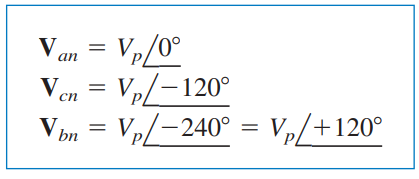 V_an = V_p∠0°
V_cn = V_p∠−120°
V_bn = V_p∠−240° = V_p∠+120°